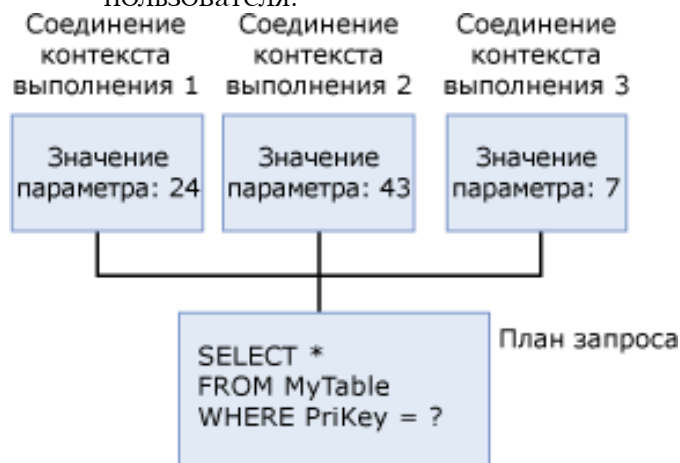 пользователя.
Соединение контекста выполнения 1
Соединение контекста выполнения 2
Соединение контекста выполнения 3
Значение параметра: 24
Значение параметра: 43
Значение параметра: 7
SELECT *
FROM MyTable
WHERE PriKey = ?
План запроса